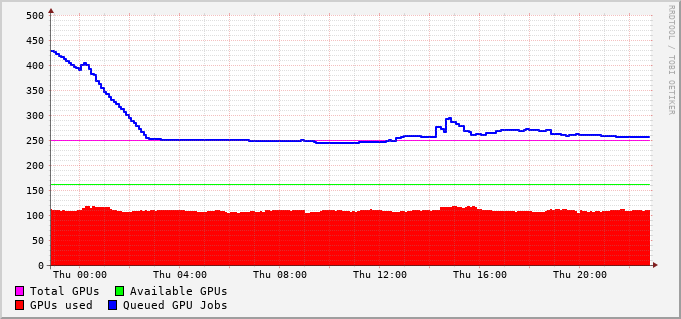 500
450
400
350
300
250
200
150
100
50
0
Thu 00:00 Thu 04:00 Thu 08:00 Thu 12:00 Thu 16:00 Thu 20:00
Total GPUs Available GPUs
GPUs used Queued GPU Jobs
RRDTOOL / TOBI OETIKER